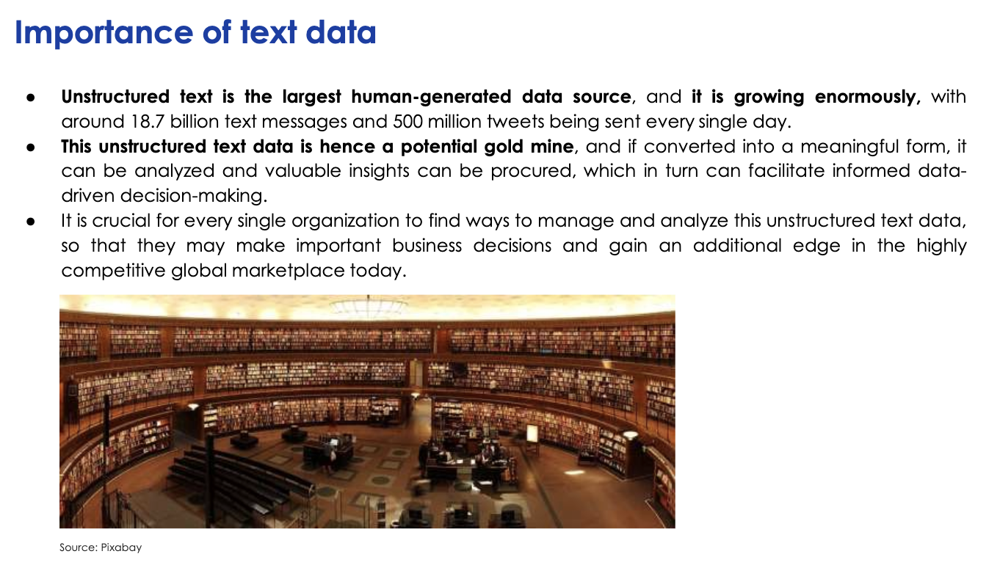 Importance of text data
● Unstructured text is the largest human-generated data source, and it is growing enormously, with
around 18.7 billion text messages and 500 million tweets being sent every single day.
● This unstructured text data is hence a potential gold mine, and if converted into a meaningful form, it
can be analyzed and valuable insights can be procured, which in turn can facilitate informed data-
driven decision-making.
● It is crucial for every single organization to find ways to manage and analyze this unstructured text data,
so that they may make important business decisions and gain an additional edge in the highly
competitive global marketplace today.
Source: Pixabay